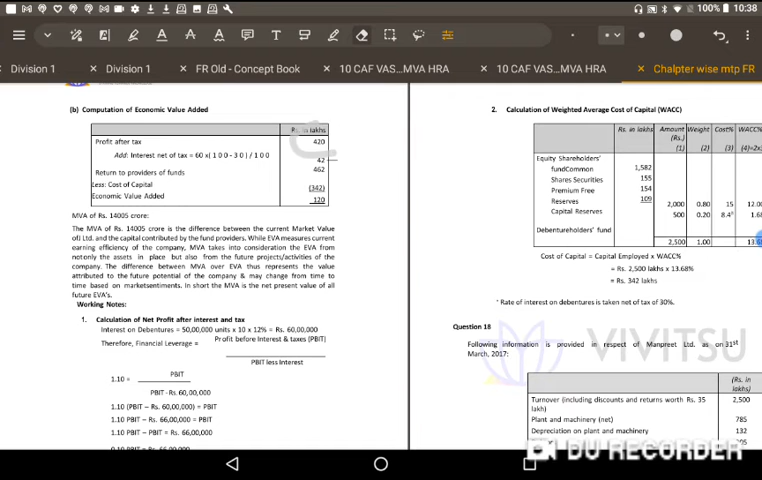 100% 10:38
Division 1
Division 1
FR Old - Concept Book
10 CAF VAS...MVA HRA
10 CAF VAS...MVA HRA
Chalpter wise mtp FR
(b) Computation of Economic Value Added
Rs. in lakhs
Profit after tax 420
Add: Interest net of tax = 60 x( 1 0 0 - 3 0 ) / 1 0 0 42
Return to providers of funds 462
Less: Cost of Capital (342)
Economic Value Added 120
MVA of Rs. 14005 crore:
The MVA of Rs. 14005 crore is the difference between the current Market Value
of J Ltd. and the capital contributed by the fund providers. While EVA measures current
earning efficiency of the company, MVA takes into consideration the EVA from
not only the assets in place but also from the future projects/activities of the
company. The difference between MVA over EVA thus represents the value
attributed to the future potential of the company & may change from time to
time based on marketsentiments. In short the MVA is the net present value of all
future EVA's.
Working Notes:
1. Calculation of Net Profit after interest and tax
Interest on Debentures = 50,00,000 units x 10 x 12% = Rs. 60,00,000
Therefore, Financial Leverage = Profit before Interest & taxes (PBIT)
PBIT less Interest
1.10 = PBIT
PBIT - Rs. 60,00,000
1.10 (PBIT – Rs. 60,00,000) = PBIT
1.10 PBIT – Rs. 66,00,000 = PBIT
1.10 PBIT – PBIT = Rs. 66,00,000
2. Calculation of Weighted Average Cost of Capital (WACC)
Rs. in lakhs Amount Weight Cost% WACC%
(Rs.)
(1) (2) (3) (4)=2x
Equity Shareholders'
fundCommon 1,582
Shares Securities 155
Premium Free 154
Reserves 109
Capital Reserves 2,000 0.80 15 12.00
500 0.20 8.4*
Debentureholders' fund
2,500 1.00
Cost of Capital = Capital Employed x WACC%
= Rs. 2,500 lakhs x 13.68%
= Rs. 342 lakhs
* Rate of interest on debentures is taken net of tax of 30%.
Question 18
VIVITSU
Following information is provided in respect of Manpreet Ltd. as on 31st
March, 2017:
(Rs. in
lakhs)
Turnover (including discounts and returns worth Rs. 35 2,500
lakh)
Plant and machinery (net) 785
Depreciation on plant and machinery 132
DU RECORDER